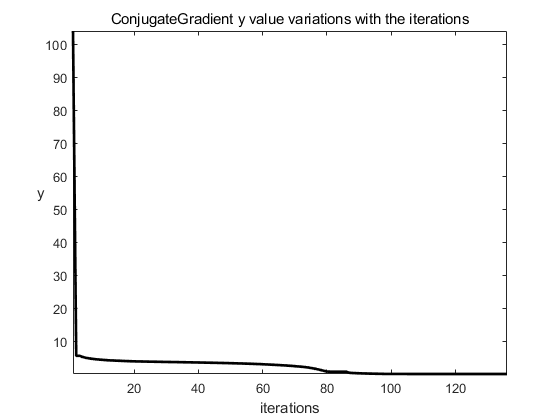 ConjugateGradient y value variations with the iterations
100
90
80
70
60
y
50
40
30
20
10
20 40 60 80 100 120
iterations